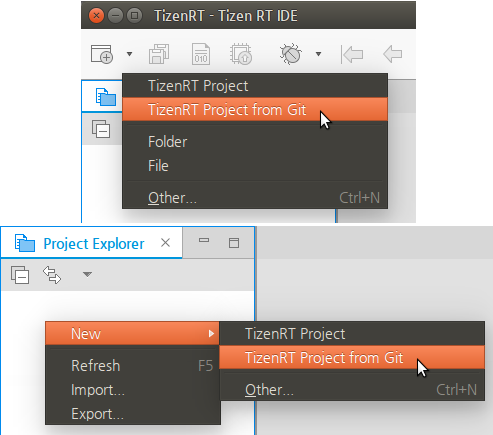 TizenRT - Tizen RT IDE
010
TizenRT Project
TizenRT Project from Git
Folder
File
Other... Ctrl+N
Project Explorer
New
Refresh F5
Import...
Export...
TizenRT Project
TizenRT Project from Git
Other... Ctrl+N